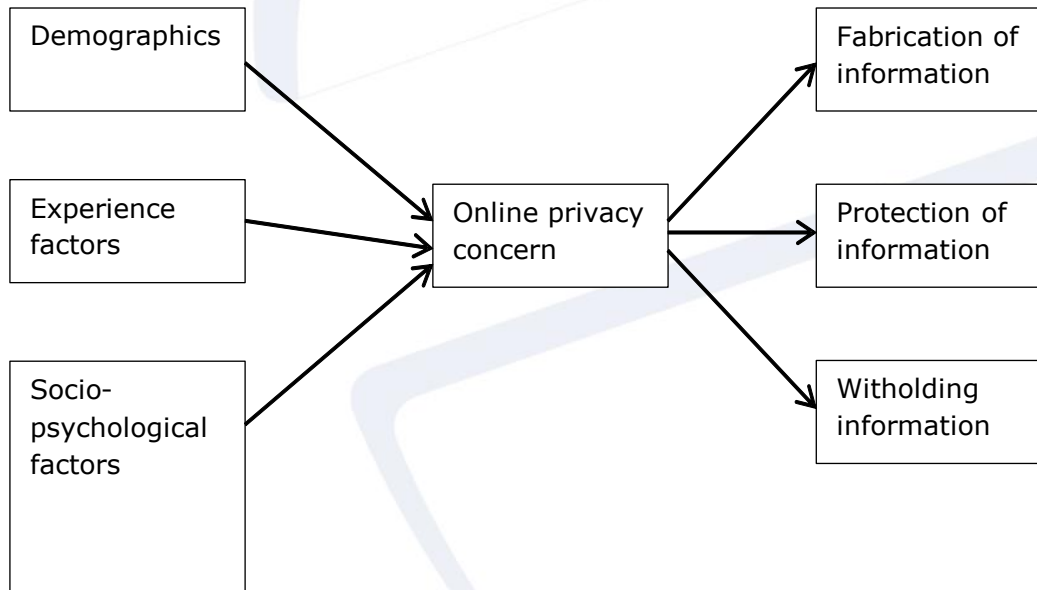 Demographics
Experience
factors
Socio-
psychological
factors
Online privacy
concern
Fabrication of
information
Protection of
information
Witholding
information